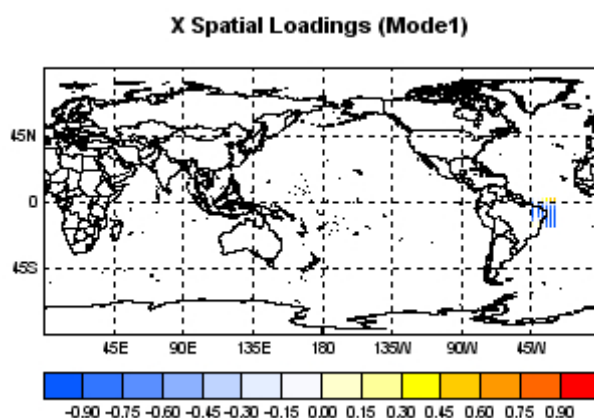 X Spatial Loadings (Mode1)
45N
0
45S
45E 90E 135E 180 135W 90W 45W
-0.90 -0.75 -0.60 -0.45 -0.30 -0.15 0.00 0.15 0.30 0.45 0.60 0.75 0.90